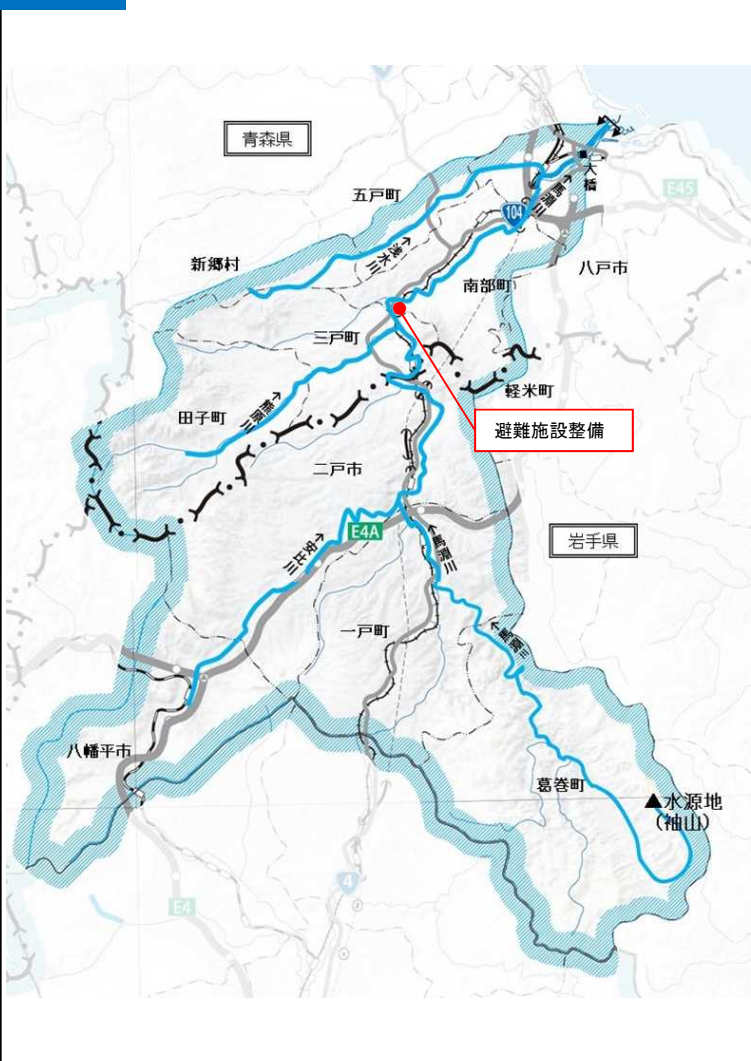 青森県
大橋
五戸町
E45
104
馬淵川
浅水川
新郷村
八戸市
南部町
三戸町
軽米町
熊原川
田子町
避難施設整備
二戸市
E4A
岩手県
安比川
馬淵川
一戸町
馬淵川
八幡平市
葛巻町
水源地
(袖山)
4
E4